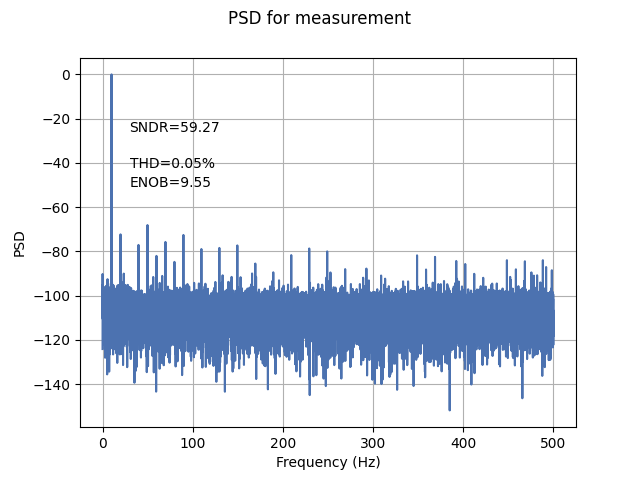 PSD for measurement
0
−20
−40
−60
−80
−100
−120
−140
PSD
SNDR=59.27
THD=0.05%
ENOB=9.55
0 100 200 300 400 500
Frequency (Hz)